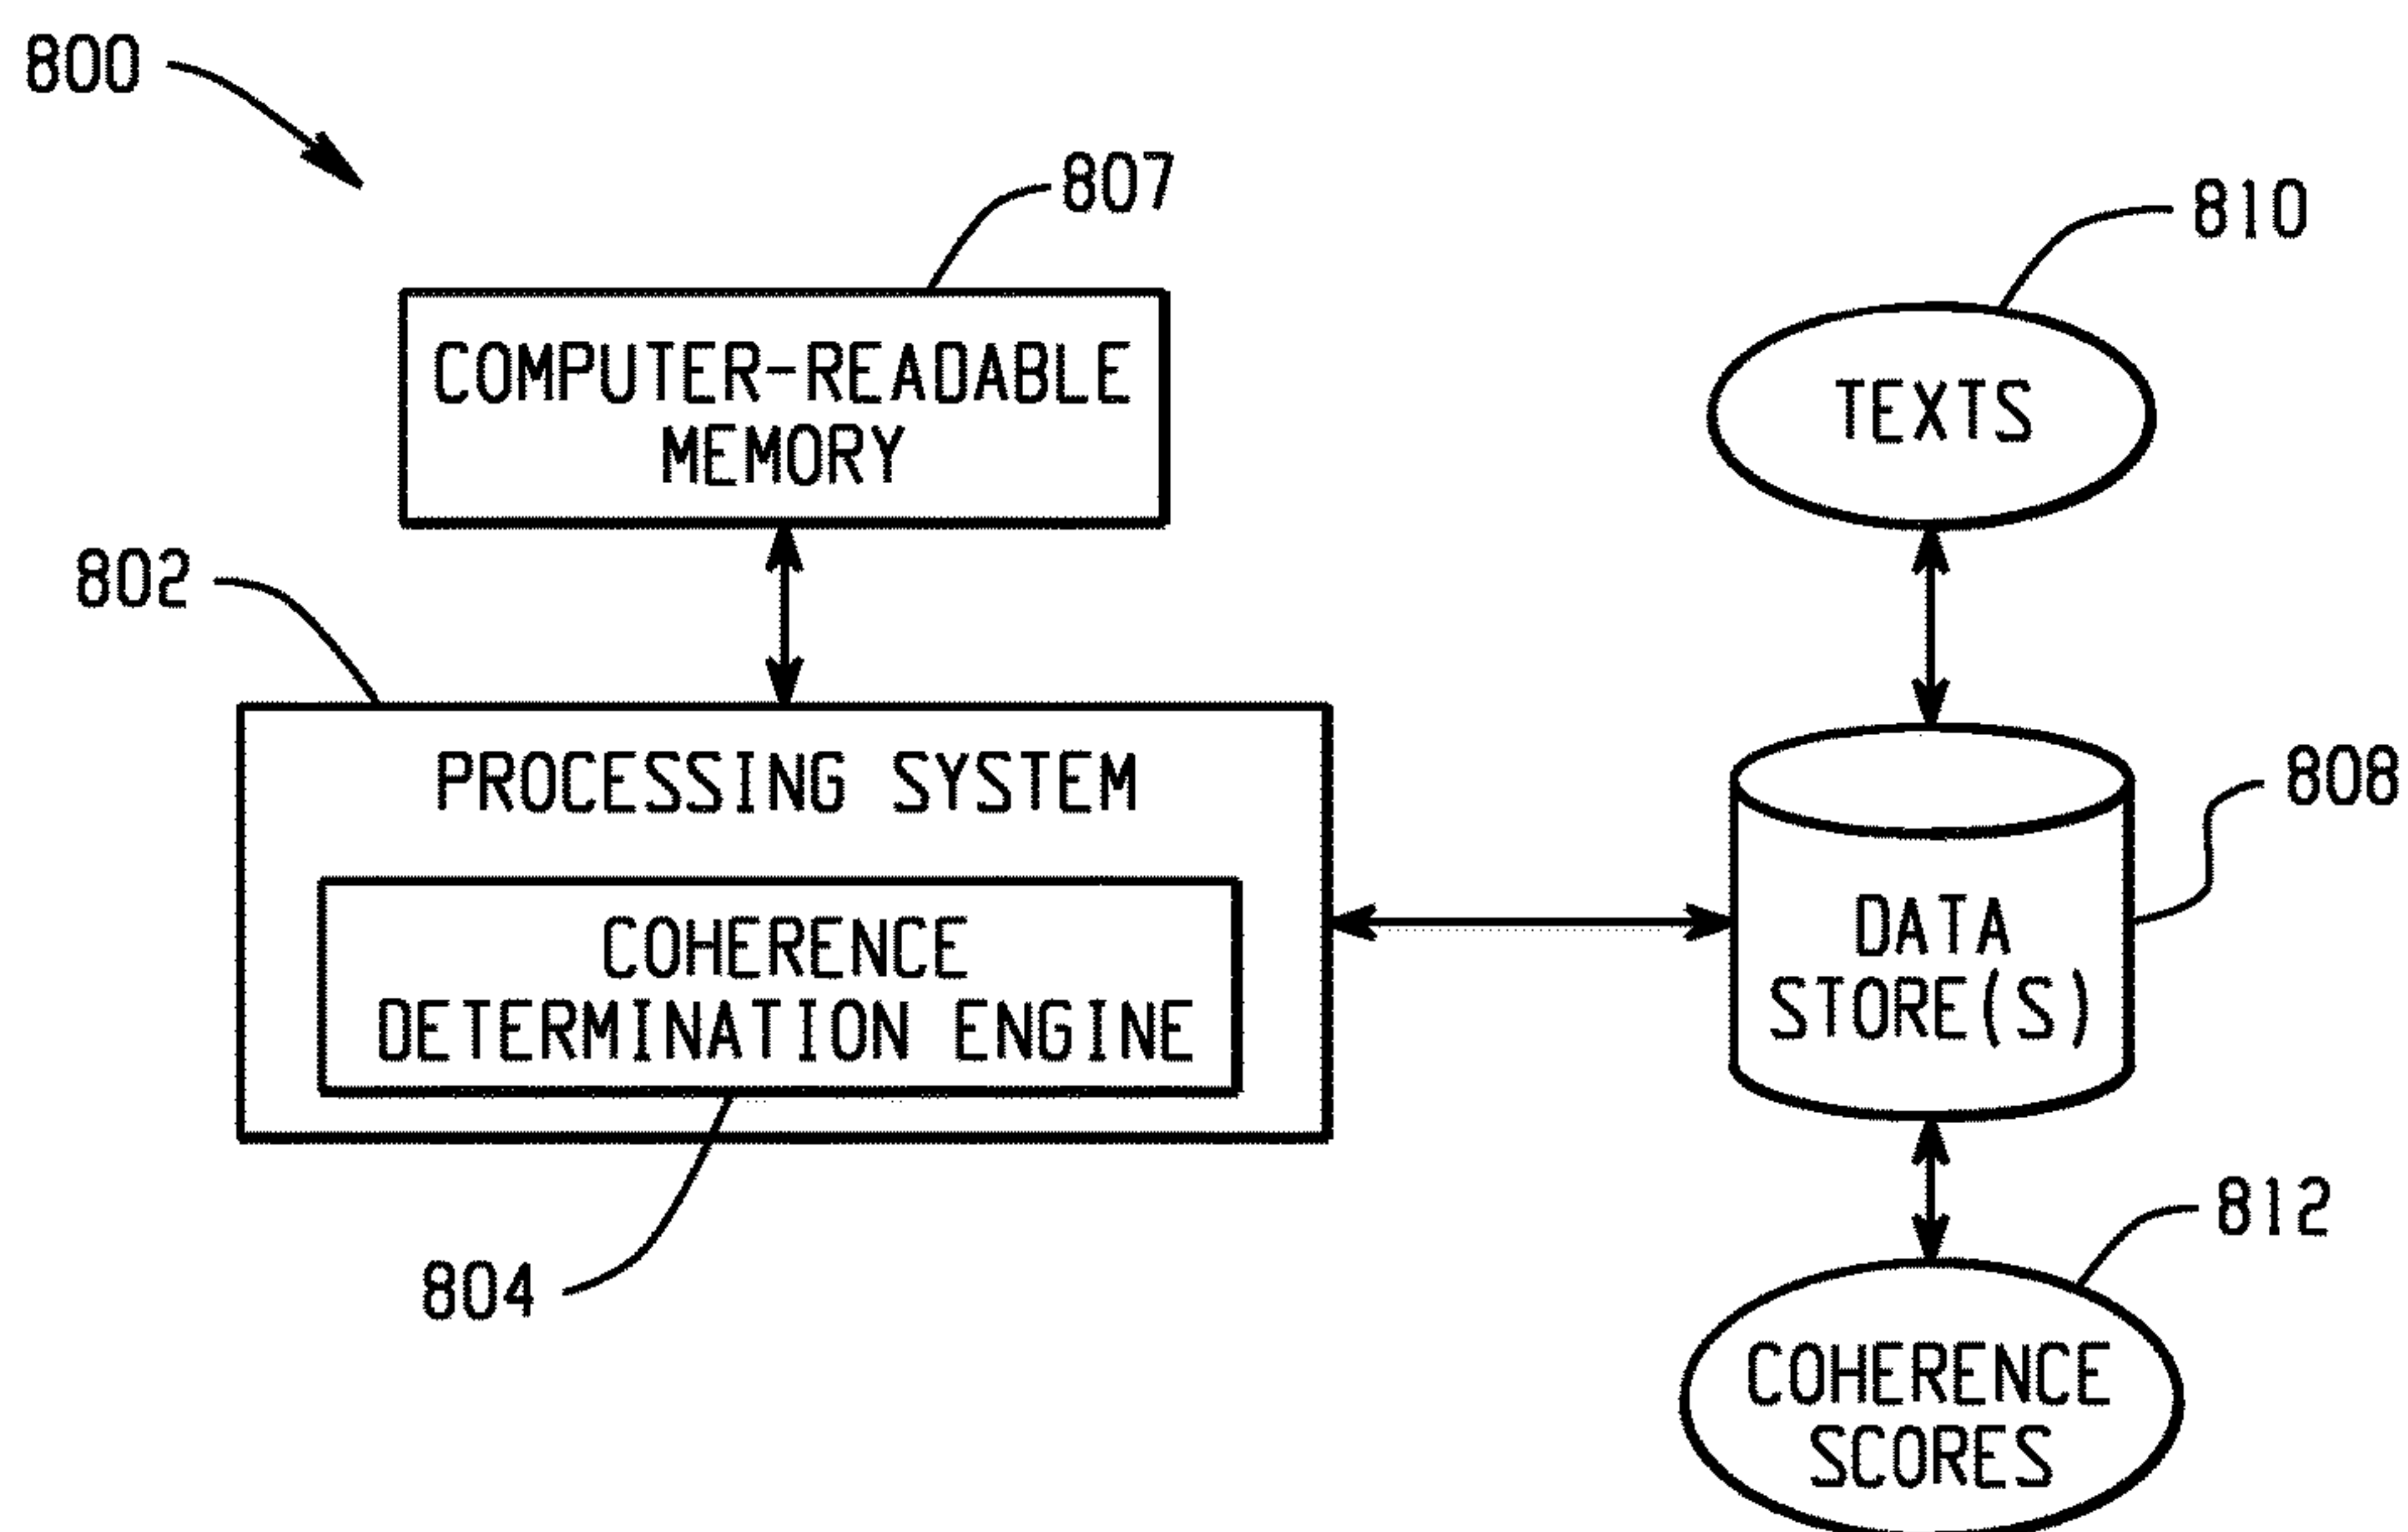 800
807
810
COMPUTER-READABLE
MEMORY
TEXTS
802
PROCESSING SYSTEM
808
COHERENCE
DETERMINATION ENGINE
DATA
STORE(S)
804
812
COHERENCE
SCORES